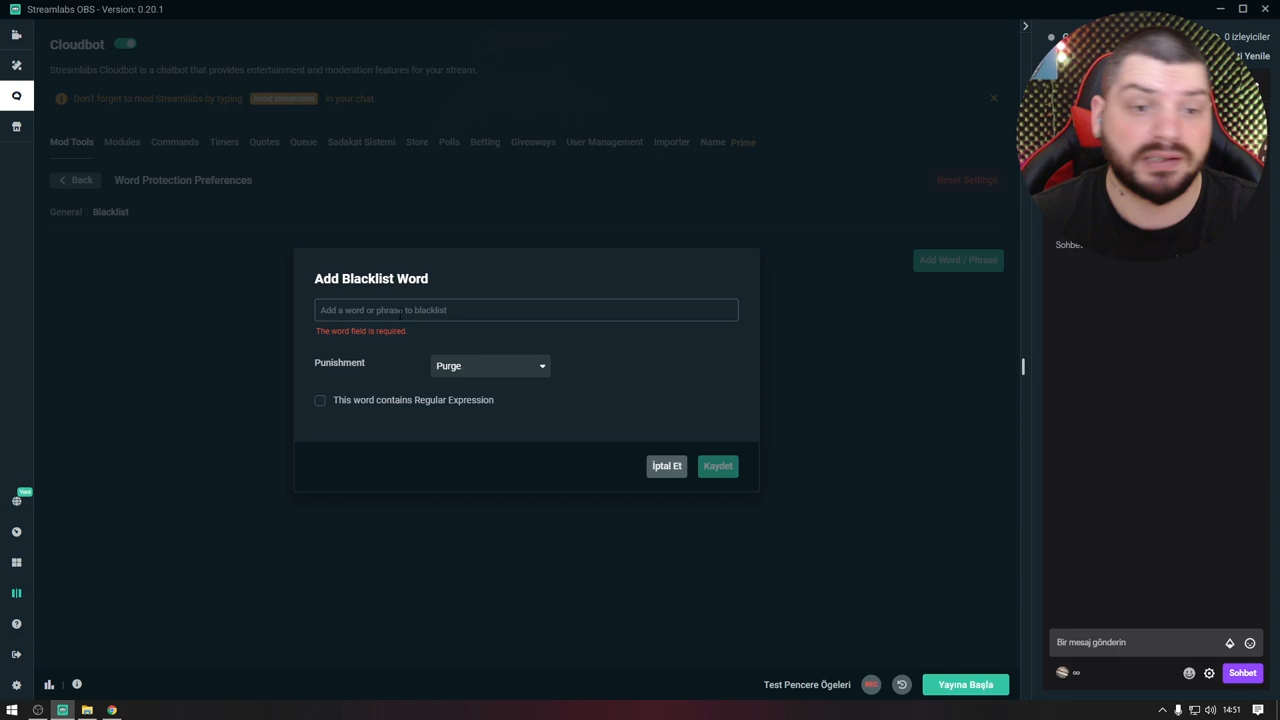 Streamlabs OBS - Version: 0.20.1
Cloudbot
0 izleyiciler
Streamlabs Cloudbot is a chatbot that provides entertainment and moderation features for your stream.
Yenile
Don't forget to mod Streamlabs by typing /mod streamlabs in your chat.
Mod Tools Modules Commands Timers Quotes Queue Sadakat Sistemi Store Polls Betting Giveaways User Management Importer Name Prime
Back Word Protection Preferences Reset Settings
General Blacklist
Add Word / Phrase
Add Blacklist Word
Add a word or phrase to blacklist
The word field is required.
Punishment Purge
This word contains Regular Expression
İptal Et Kaydet
Yeni
Bir mesaj gönderin
Sohbet
Test Pencere Ögeleri REC Yayına Başla
14:51